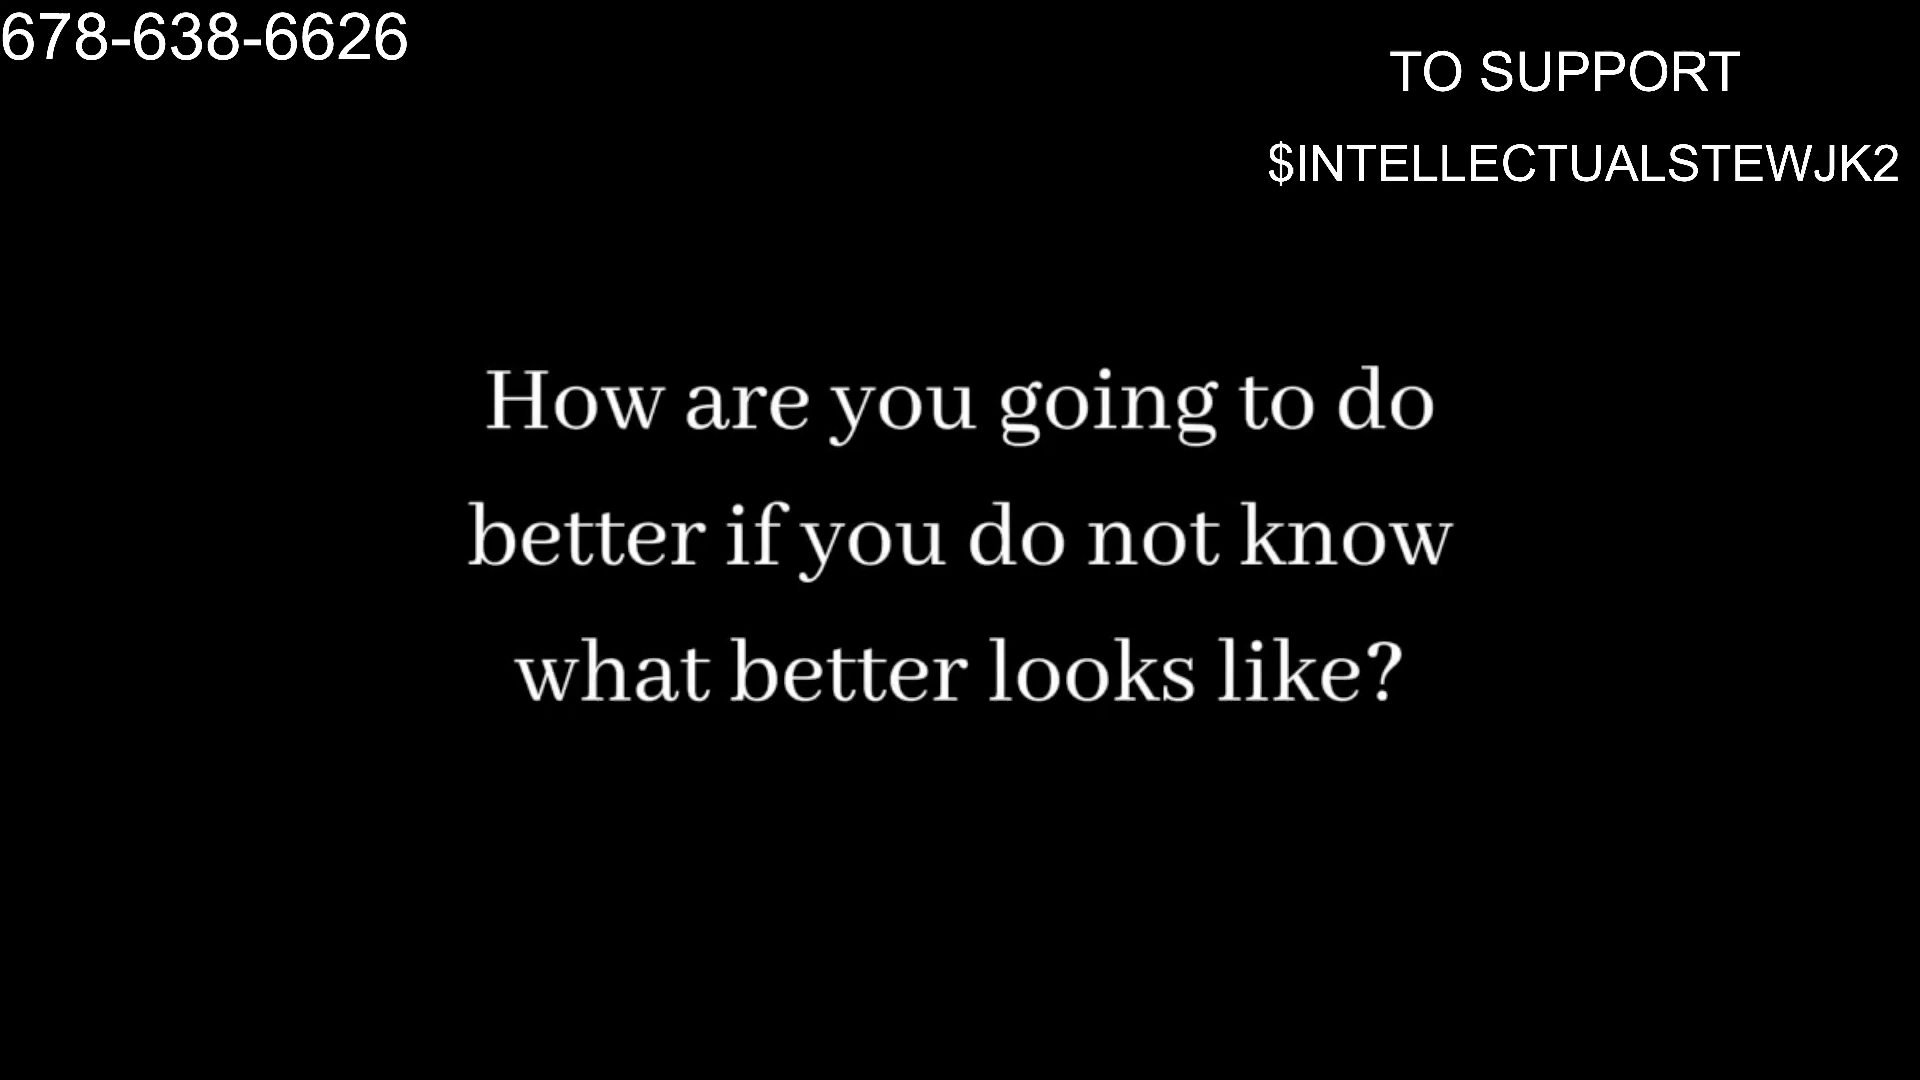 678-638-6626
TO SUPPORT
$INTELLECTUALSTEWJK2
How are you going to do
better if you do not know
what better looks like?